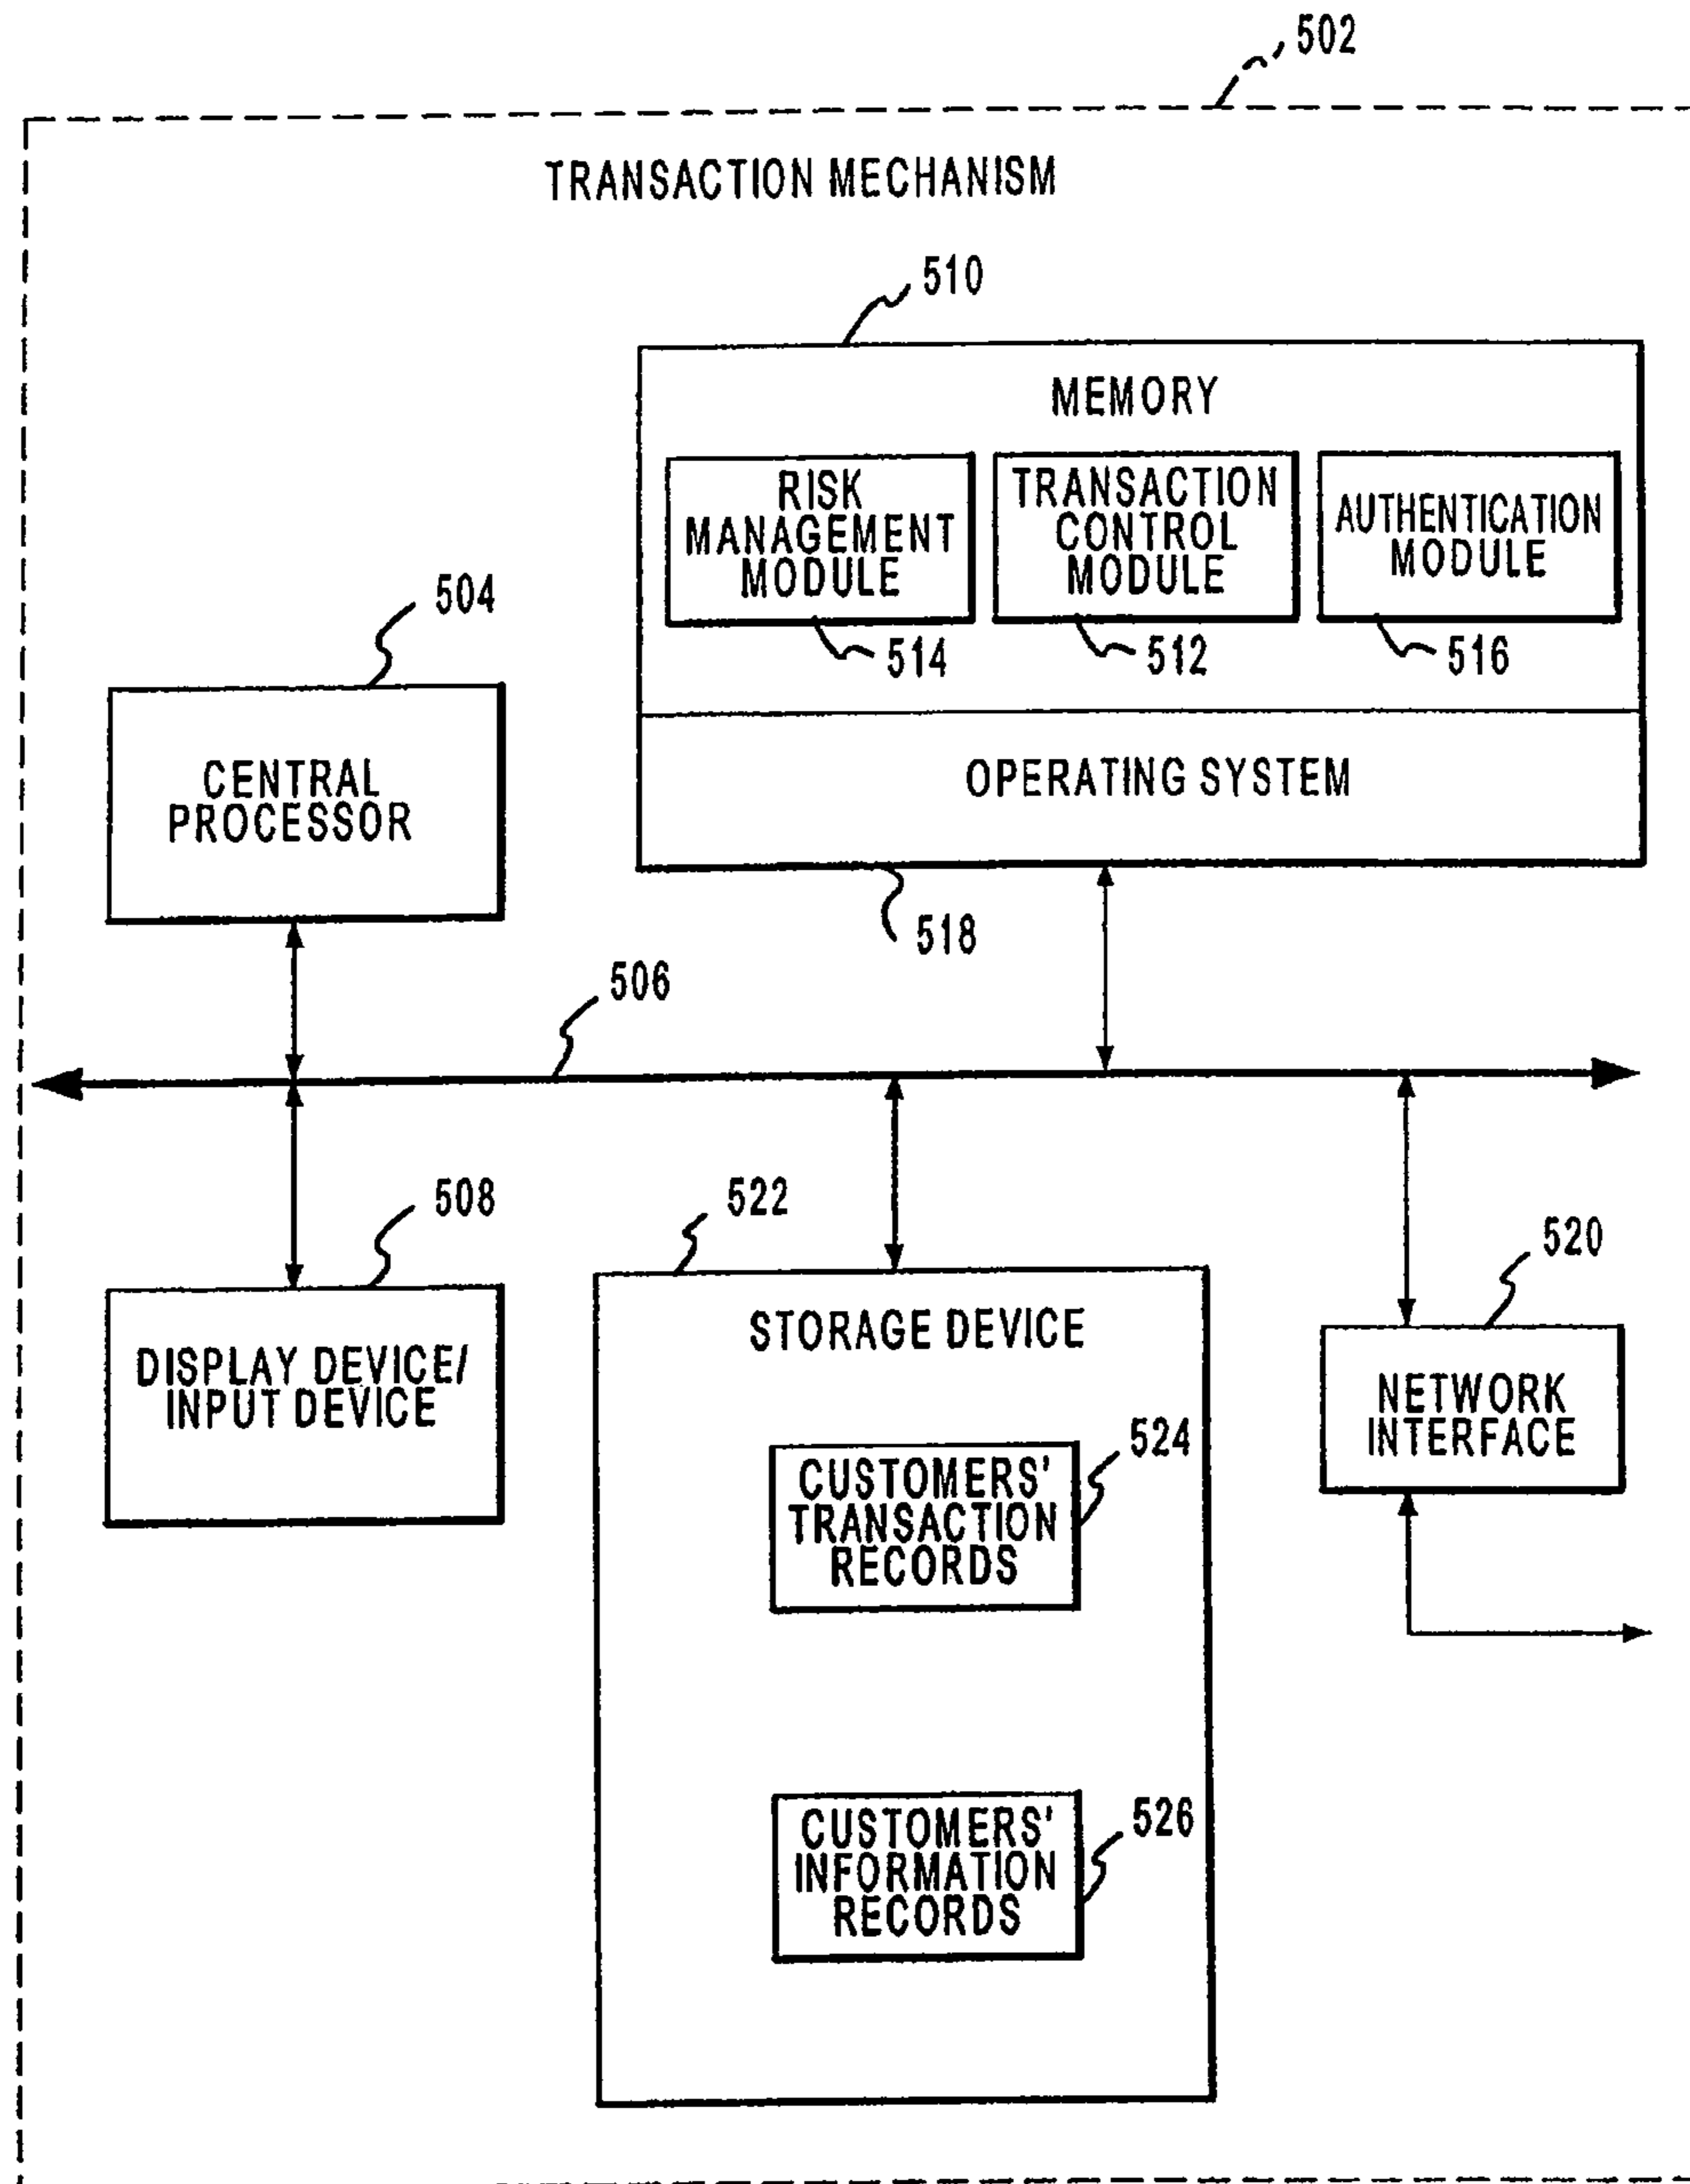 502
TRANSACTION MECHANISM
510
MEMORY
RISK
MANAGEMENT
MODULE
TRANSACTION
CONTROL
MODULE
AUTHENTICATION
MODULE
514
512
516
504
CENTRAL
PROCESSOR
OPERATING SYSTEM
518
506
508
DISPLAY DEVICE/
INPUT DEVICE
522
STORAGE DEVICE
524
CUSTOMERS'
TRANSACTION
RECORDS
526
CUSTOMERS'
INFORMATION
RECORDS
520
NETWORK
INTERFACE